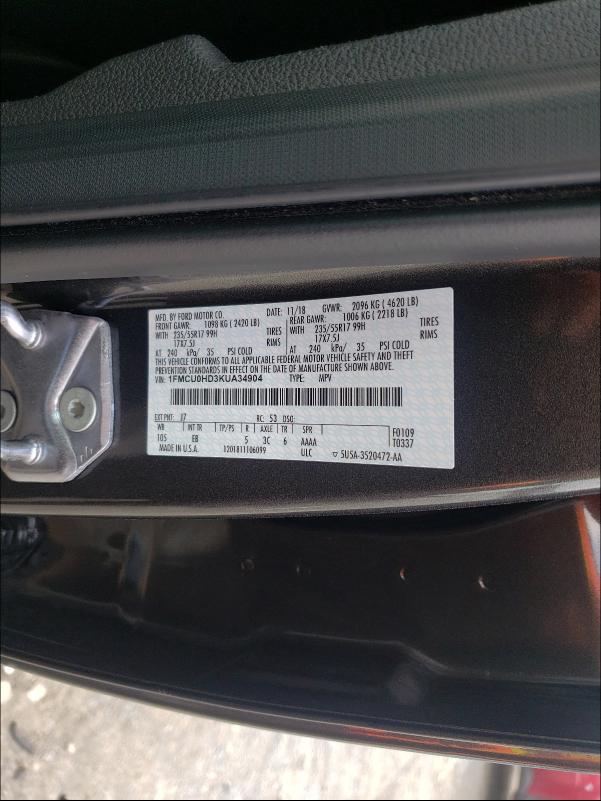 MFD. BY FORD MOTOR CO. DATE: 11/18 GVWR: 2096 KG ( 4620 LB)
FRONT GAWR: 1098 KG ( 2420 LB) REAR GAWR: 1006 KG ( 2218 LB)
WITH 235/55R17 99H TIRES WITH 235/55R17 99H TIRES
17X7.5J RIMS 17X7.5J RIMS
AT 240 kPa/ 35 PSI COLD AT 240 kPa/ 35 PSI COLD
THIS VEHICLE CONFORMS TO ALL APPLICABLE FEDERAL MOTOR VEHICLE SAFETY AND THEFT
PREVENTION STANDARDS IN EFFECT ON THE DATE OF MANUFACTURE SHOWN ABOVE.
VIN: 1FMCU0HD3KUA34904 TYPE: MPV
EXT PNT: J7 RC: 53 DSO:
WB INT TR TP/PS R AXLE TR SPR F0109
105 EB 5 3C 6 AAAA T0337
MADE IN U.S.A. 1201811106099 ULC ▽ 5USA-3520472-AA